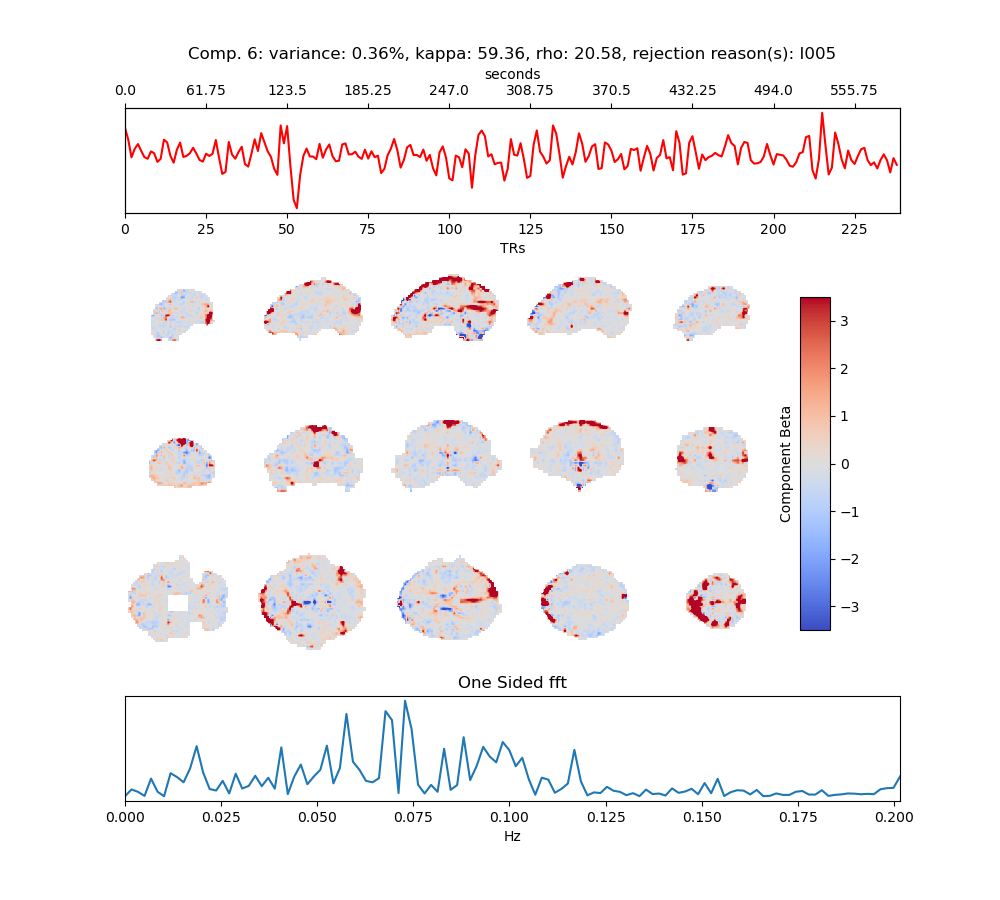 Comp. 6: variance: 0.36%, kappa: 59.36, rho: 20.58, rejection reason(s): I005
seconds
0.0 61.75 123.5 185.25 247.0 308.75 370.5 432.25 494.0 555.75
0 25 50 75 100 125 150 175 200 225
TRs
3
2
1
0
−1
−2
−3
Component Beta
One Sided fft
0.000 0.025 0.050 0.075 0.100 0.125 0.150 0.175 0.200
Hz